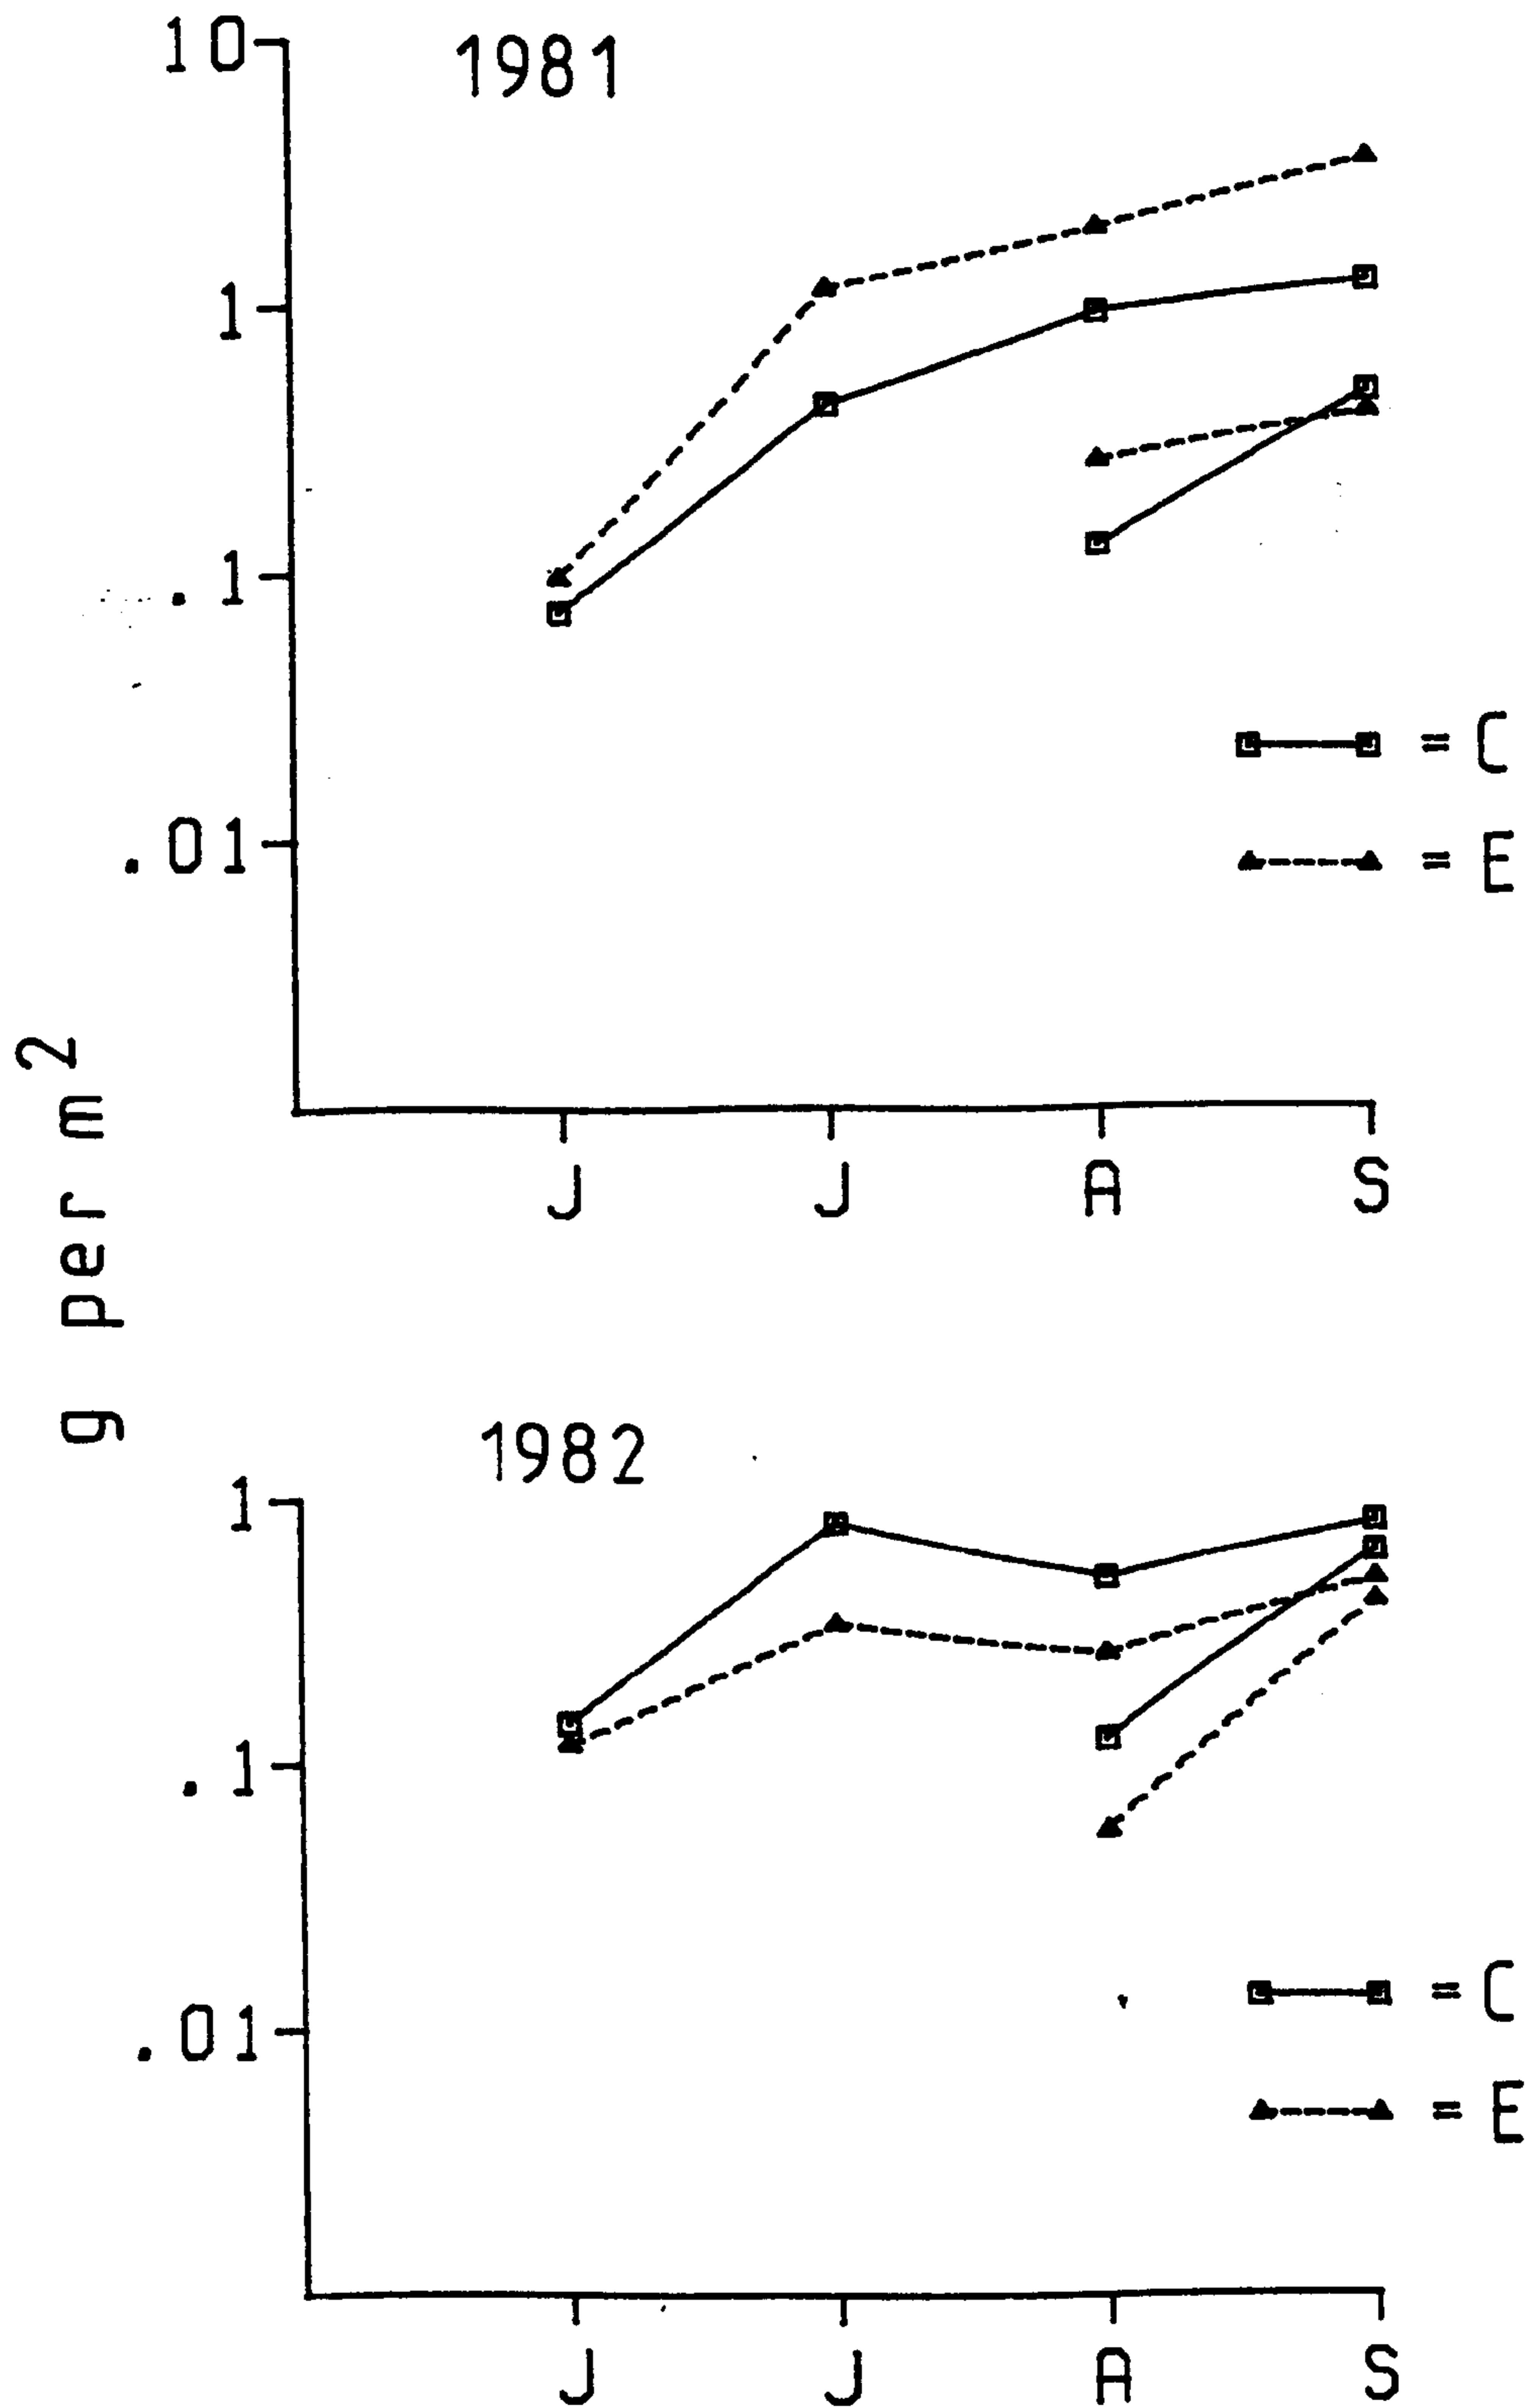 10
1981
1
.1
= C
.01
= E
J J A S
g per m²
1982
1
.1
= C
.01
= E
J J A S